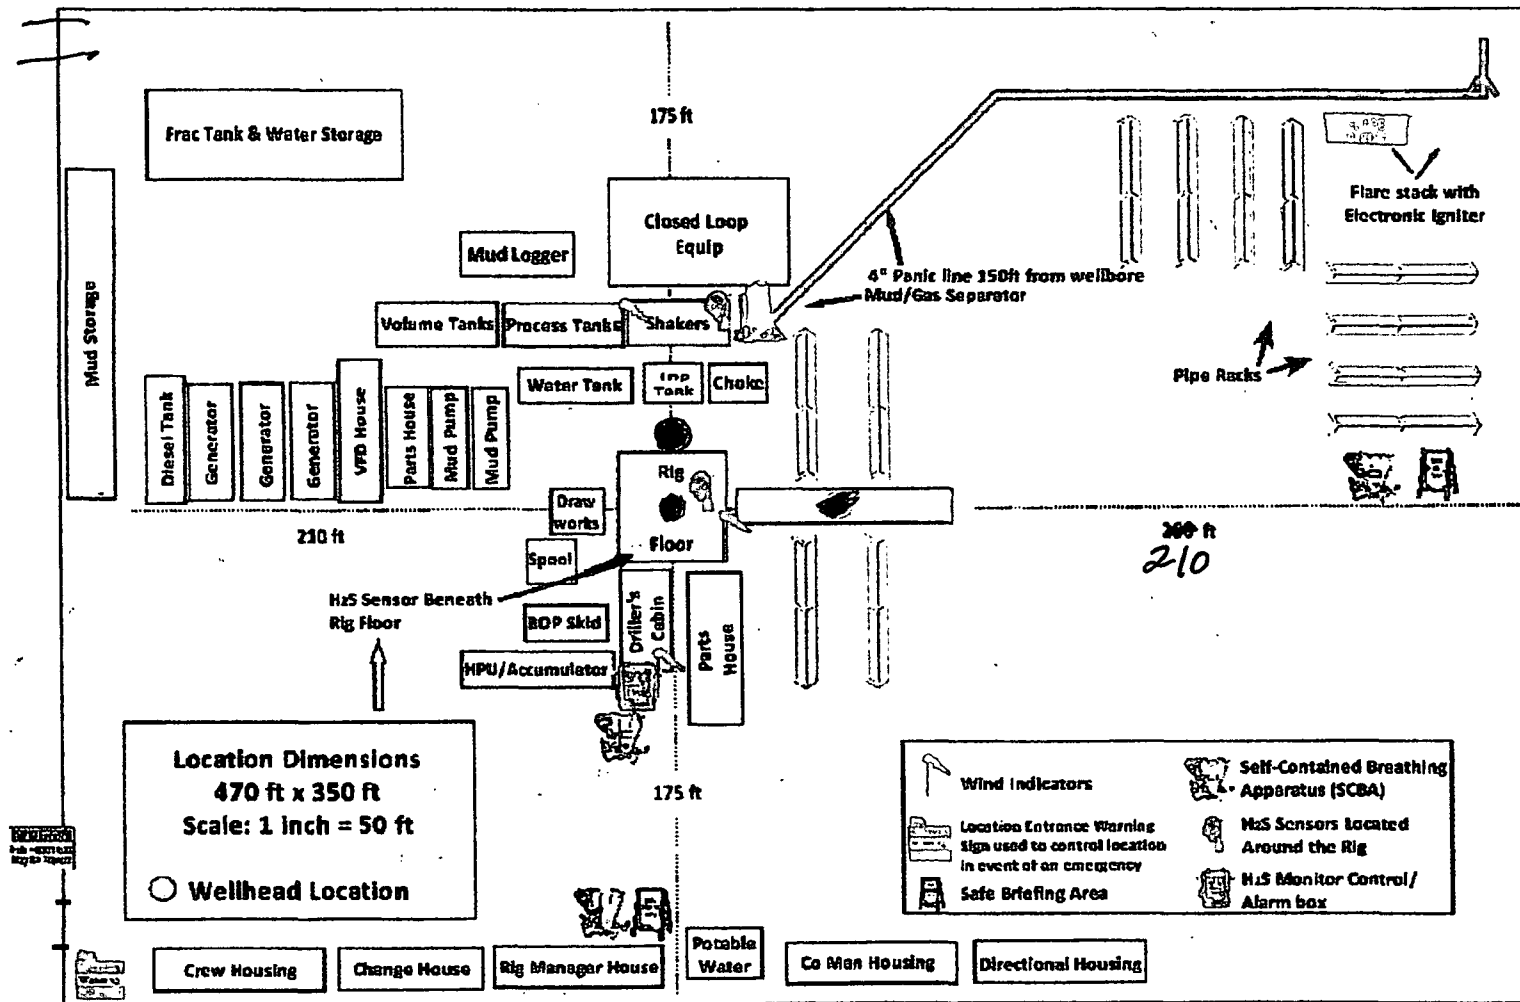 175 ft
Frac Tank & Water Storage
Mud Storage
Closed Loop
Equip
Mud Logger
Flare stack with
Electronic Igniter
4" Panic line 150ft from wellbore
Mud/Gas Separator
Volume Tanks
Process Tanks
Shakers
Pipe Racks
Water Tank
Tank
Choke
Diesel Tank
Generator
Generator
Generator
VFD House
Parts House
Mud Pump
Mud Pump
Rig
Floor
Draw
works
210 ft
ft
210
Spool
H2S Sensor Beneath
Rig Floor
BOP Skid
Driller's
Cabin
Parts
House
HPU/Accumulator
Location Dimensions
470 ft x 350 ft
Scale: 1 inch = 50 ft
Wellhead Location
175 ft
Wind Indicators
Location Entrance Warning
Sign used to control location
in event of an emergency
Safe Briefing Area
Self-Contained Breathing
Apparatus (SCBA)
H2S Sensors Located
Around the Rig
H2S Monitor Control/
Alarm box
Crew Housing
Change House
Rig Manager House
Potable
Water
Co Man Housing
Directional Housing